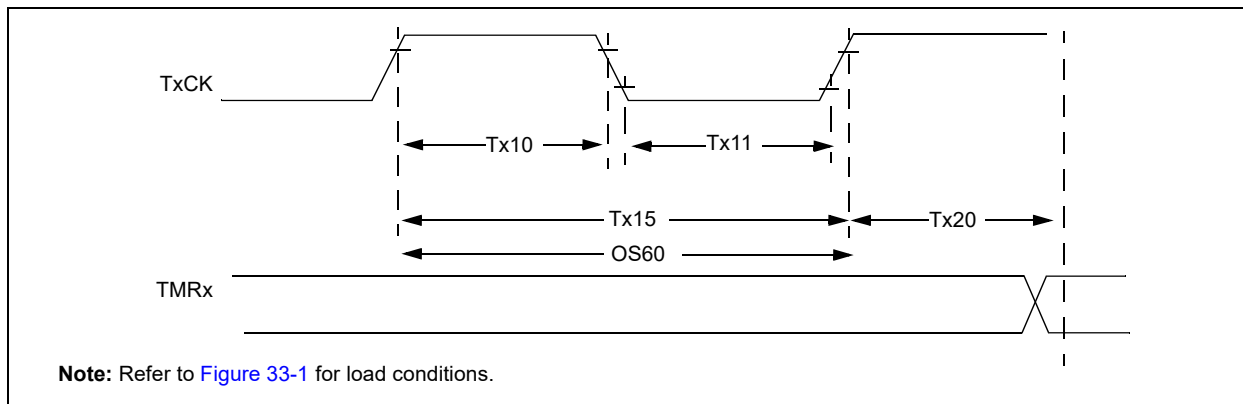 TxCK
Tx10
Tx11
Tx15
Tx20
OS60
TMRx
Note: Refer to Figure 33-1 for load conditions.